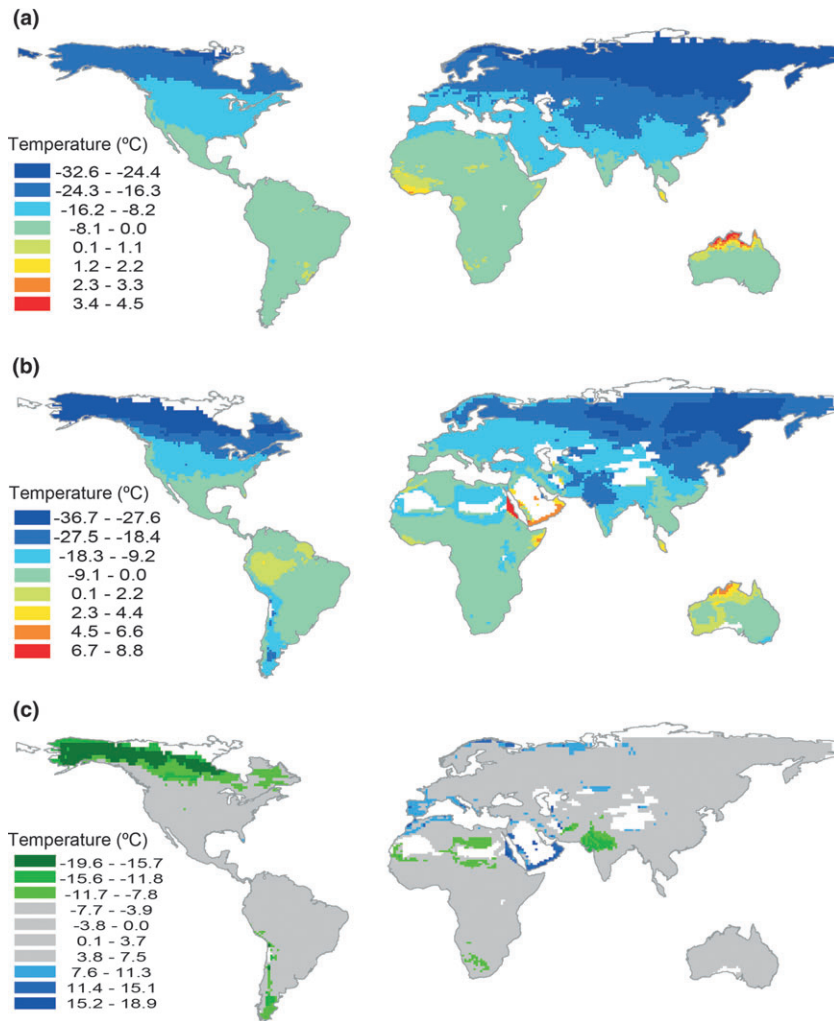 (a)
Temperature (ºC)
-32.6 - -24.4
-24.3 - -16.3
-16.2 - -8.2
-8.1 - 0.0
0.1 - 1.1
1.2 - 2.2
2.3 - 3.3
3.4 - 4.5
(b)
Temperature (ºC)
-36.7 - -27.6
-27.5 - -18.4
-18.3 - -9.2
-9.1 - 0.0
0.1 - 2.2
2.3 - 4.4
4.5 - 6.6
6.7 - 8.8
(c)
Temperature (ºC)
-19.6 - -15.7
-15.6 - -11.8
-11.7 - -7.8
-7.7 - -3.9
-3.8 - 0.0
0.1 - 3.7
3.8 - 7.5
7.6 - 11.3
11.4 - 15.1
15.2 - 18.9